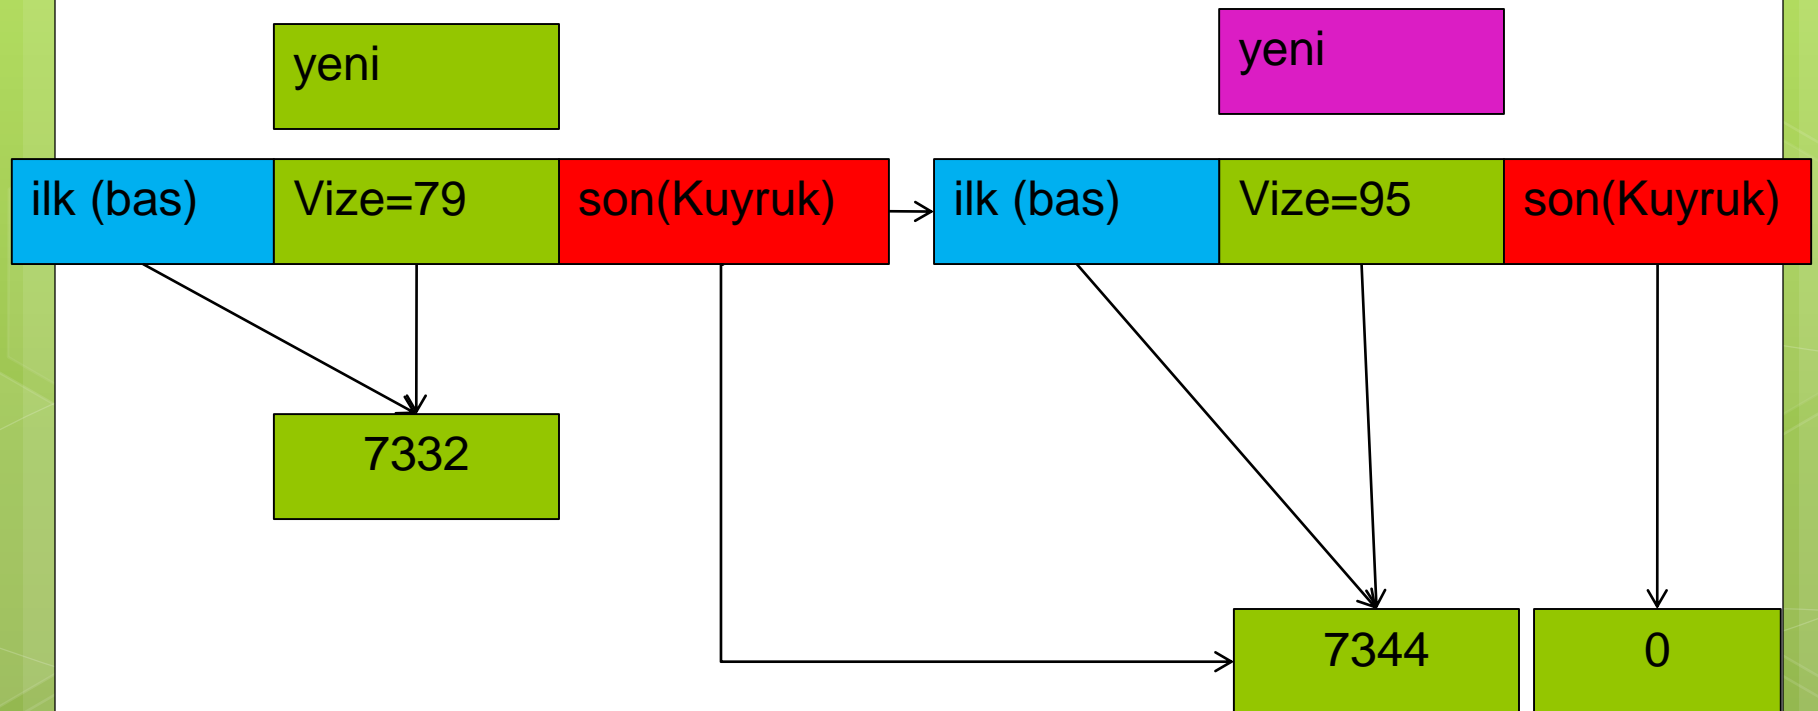 yeni
yeni
ilk (bas)
Vize=79
son(Kuyruk)
ilk (bas)
Vize=95
son(Kuyruk)
7332
7344
0